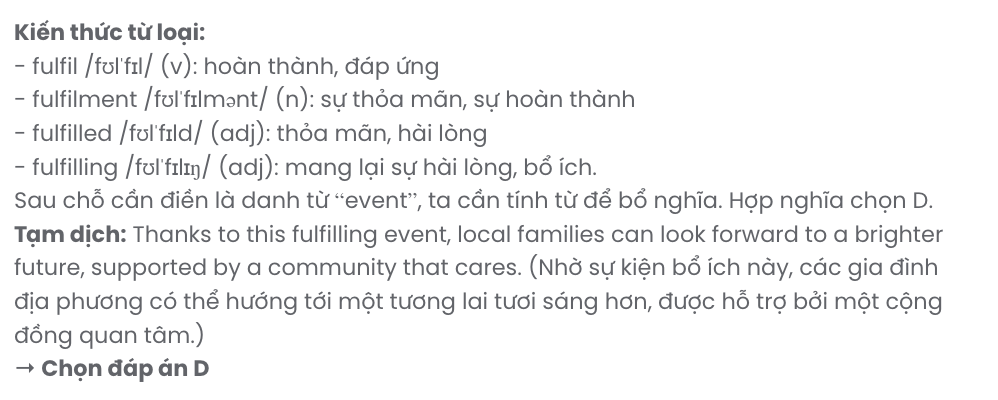 Kiến thức từ loại:
- fulfil /fʊlˈfɪl/ (v): hoàn thành, đáp ứng
- fulfilment /fʊlˈfɪlmənt/ (n): sự thỏa mãn, sự hoàn thành
- fulfilled /fʊlˈfɪld/ (adj): thỏa mãn, hài lòng
- fulfilling /fʊlˈfɪlɪŋ/ (adj): mang lại sự hài lòng, bổ ích.
Sau chỗ cần điền là danh từ “event”, ta cần tính từ để bổ nghĩa. Hợp nghĩa chọn D.
Tạm dịch: Thanks to this fulfilling event, local families can look forward to a brighter
future, supported by a community that cares. (Nhờ sự kiện bổ ích này, các gia đình
địa phương có thể hướng tới một tương lai tươi sáng hơn, được hỗ trợ bởi một cộng
đồng quan tâm.)
→ Chọn đáp án D